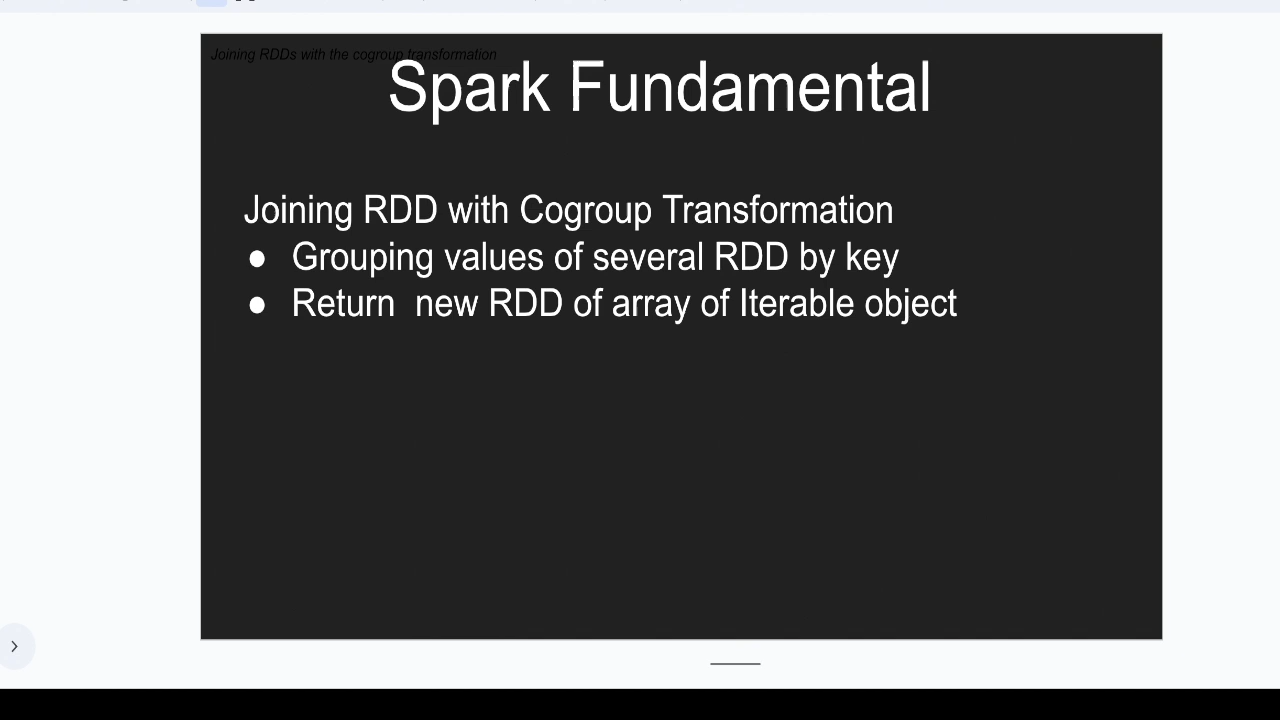 Joining RDDs with the cogroup transformation
Spark Fundamental
Joining RDD with Cogroup Transformation
● Grouping values of several RDD by key
● Return  new RDD of array of Iterable object